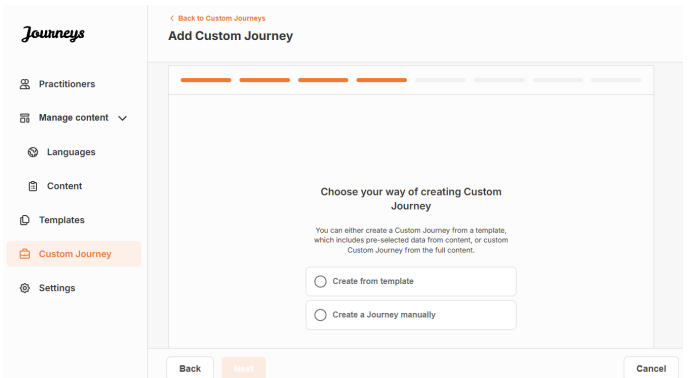 Journeys
Practitioners
Manage content
Languages
Content
Templates
Custom Journey
Settings
Back to Custom Journeys
Add Custom Journey
Choose your way of creating Custom
Journey
You can either create a Custom Journey from a template,
which includes pre-selected data from content, or custom
Custom Journey from the full content.
Create from template
Create a Journey manually
Back
Next
Cancel